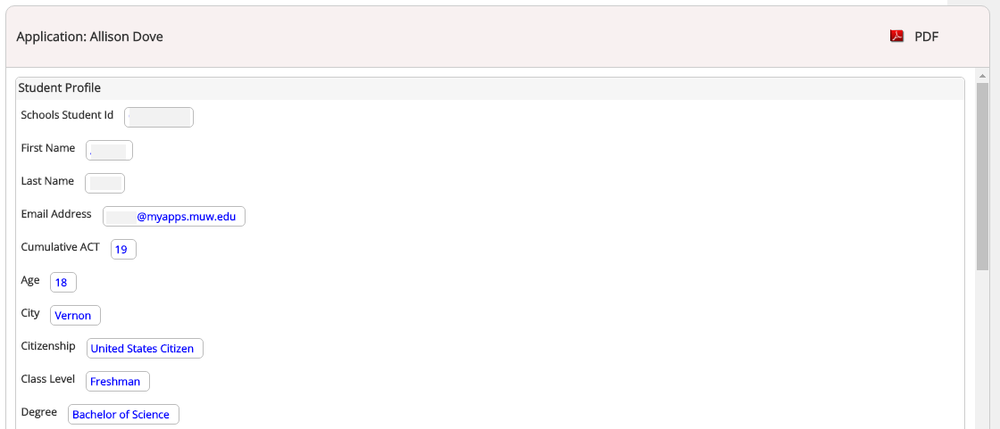 Application: Allison Dove
PDF
Student Profile
Schools Student Id
First Name
Last Name
Email Address @myapps.muw.edu
Cumulative ACT 19
Age 18
City Vernon
Citizenship United States Citizen
Class Level Freshman
Degree Bachelor of Science